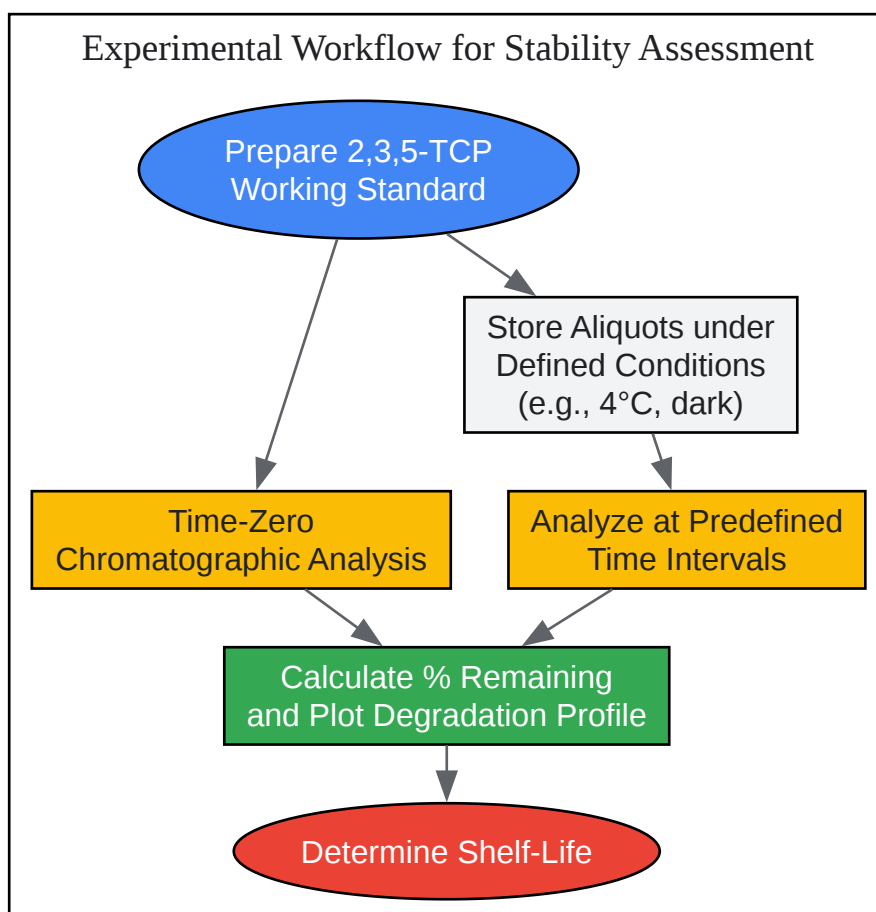 Experimental Workflow for Stability Assessment
Prepare 2,3,5-TCP
Working Standard
Store Aliquots under
Defined Conditions
(e.g., 4°C, dark)
Time-Zero
Chromatographic Analysis
Analyze at Predefined
Time Intervals
Calculate % Remaining
and Plot Degradation Profile
Determine Shelf-Life